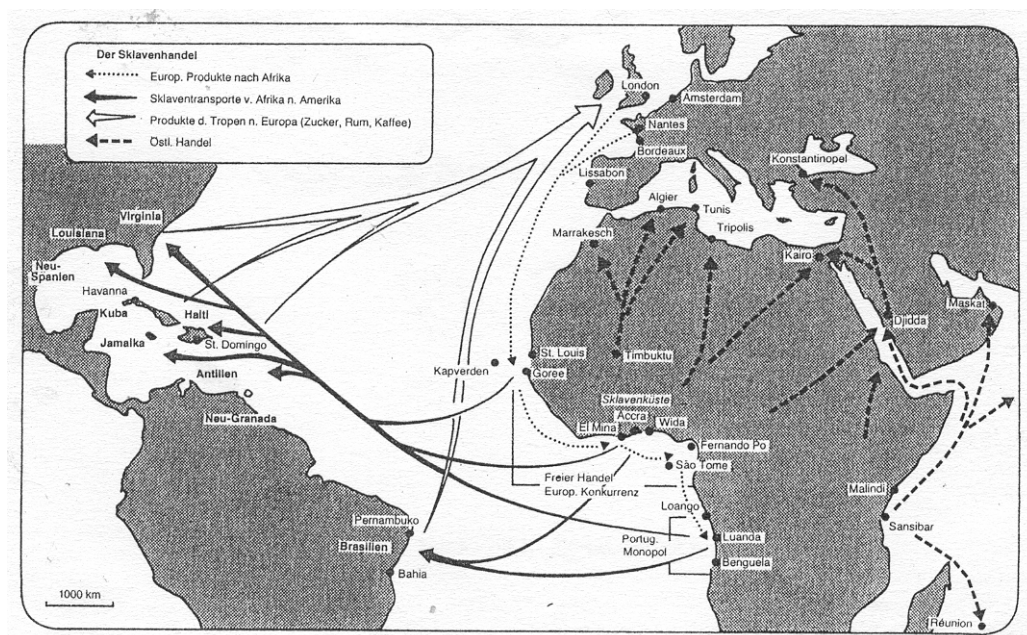 Der Sklavenhandel
Europ. Produkte nach Afrika
Sklaventransporte v. Afrika n. Amerika
Produkte d. Tropen n. Europa (Zucker, Rum, Kaffee)
Östl. Handel
London
Amsterdam
Nantes
Bordeaux
Konstantinopel
Lissabon
Algier
Tunis
Virginia
Marrakesch
Tripolis
Louisiana
Kairo
Neu-
Spanien
Havanna
Maskat
Kuba
Haiti
Djidda
Jamaika
St. Domingo
St. Louis
Timbuktu
Kapverden
Goree
Antillen
Sklavenküste
Neu-Granada
Accra
El Mina
Wida
Fernando Po
São Tome
Freier Handel
Europ. Konkurrenz
Malindi
Loango
Sansibar
Pernambuko
Portug.
Monopol
Luanda
Brasilien
Benguela
Bahia
1000 km
Réunion